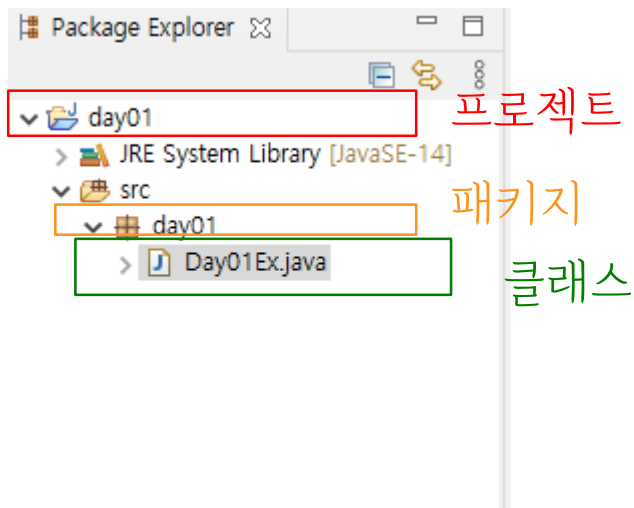 Package Explorer
day01
프로젝트
JRE System Library [JavaSE-14]
src
패키지
day01
Day01Ex.java
클래스